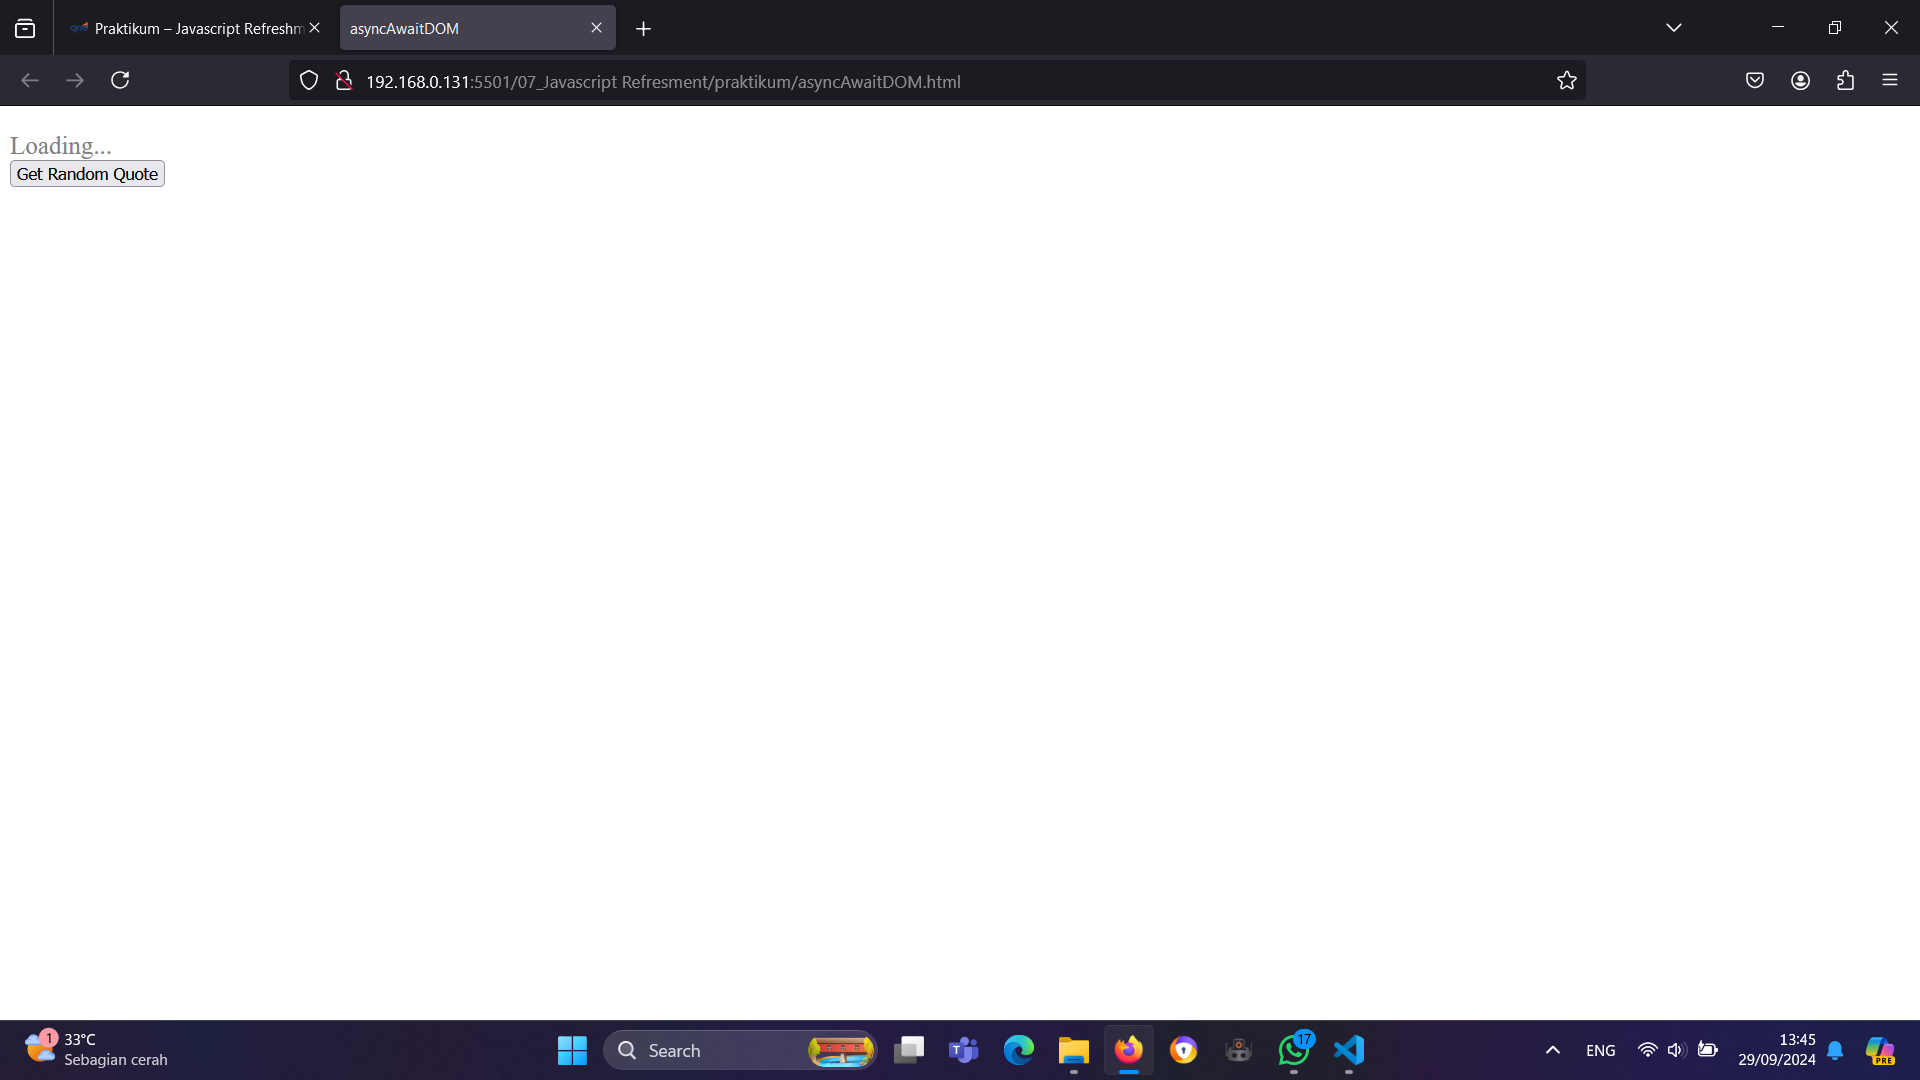 Praktikum – Javascript Refreshm
asyncAwaitDOM
192.168.0.131:5501/07_Javascript Refresment/praktikum/asyncAwaitDOM.html
Loading...
Get Random Quote
1
33°C
Sebagian cerah
Search
17
ENG
13:45
29/09/2024
PRE